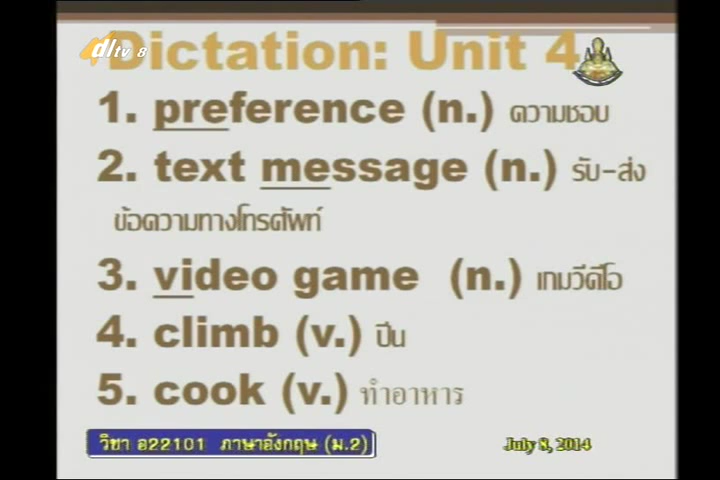 dltv 8
Dictation: Unit 4
1. preference (n.) ความชอบ
2. text message (n.) รับ-ส่ง
ข้อความทางโทรศัพท์
3. video game (n.) เกมวีดีโอ
4. climb (v.) ปีน
5. cook (v.) ทำอาหาร
วิชา อ22101 ภาษาอังกฤษ (ม.2)
July 8, 2014